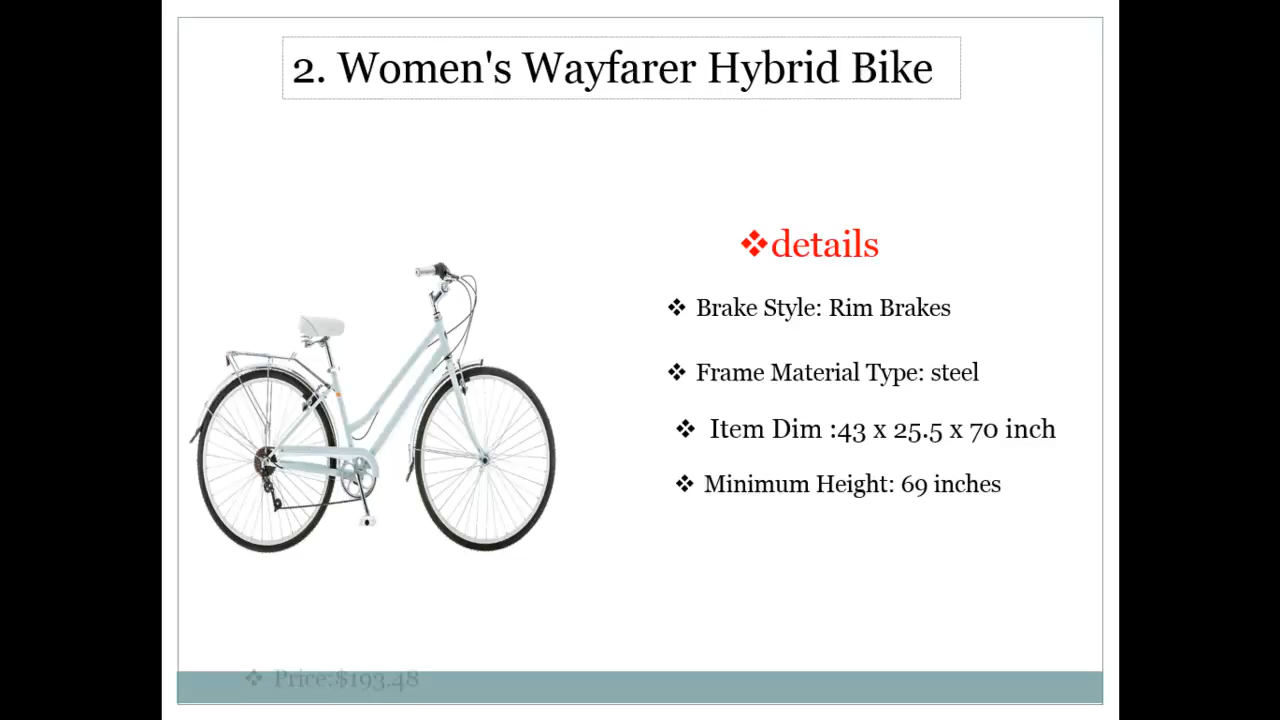 2. Women's Wayfarer Hybrid Bike
❖details
❖ Brake Style: Rim Brakes
❖ Frame Material Type: steel
❖ Item Dim :43 x 25.5 x 70 inch
❖ Minimum Height: 69 inches
❖ Price:$193.48